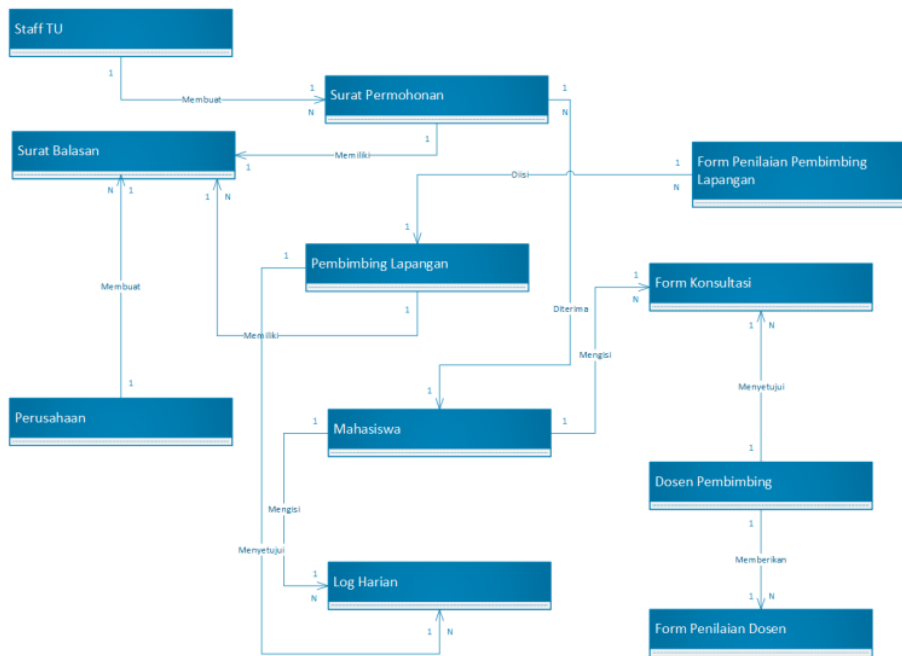 Staff TU
1
Membuat
1
N
Surat Permohonan
1
N
1
Memiliki
1
Surat Balasan
N
1
1
N
Form Penilaian Pembimbing
Lapangan
1
N
Diisi
1
Pembimbing Lapangan
1
1
Memiliki
Membuat
1
Perusahaan
Diterima
1
Mahasiswa
1
Mengisi
1
N
Form Konsultasi
1
N
Menyetujui
1
Dosen Pembimbing
1
Memberikan
1
N
Form Penilaian Dosen
1
Mengisi
1
N
Log Harian
Menyetujui
1
N